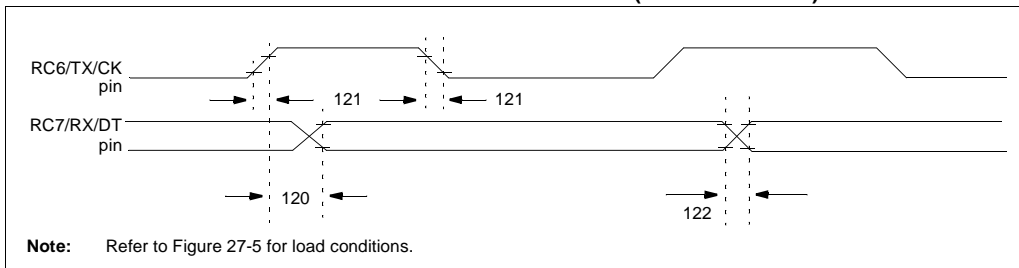 RC6/TX/CK
pin
121
121
RC7/RX/DT
pin
120
122
Note: Refer to Figure 27-5 for load conditions.